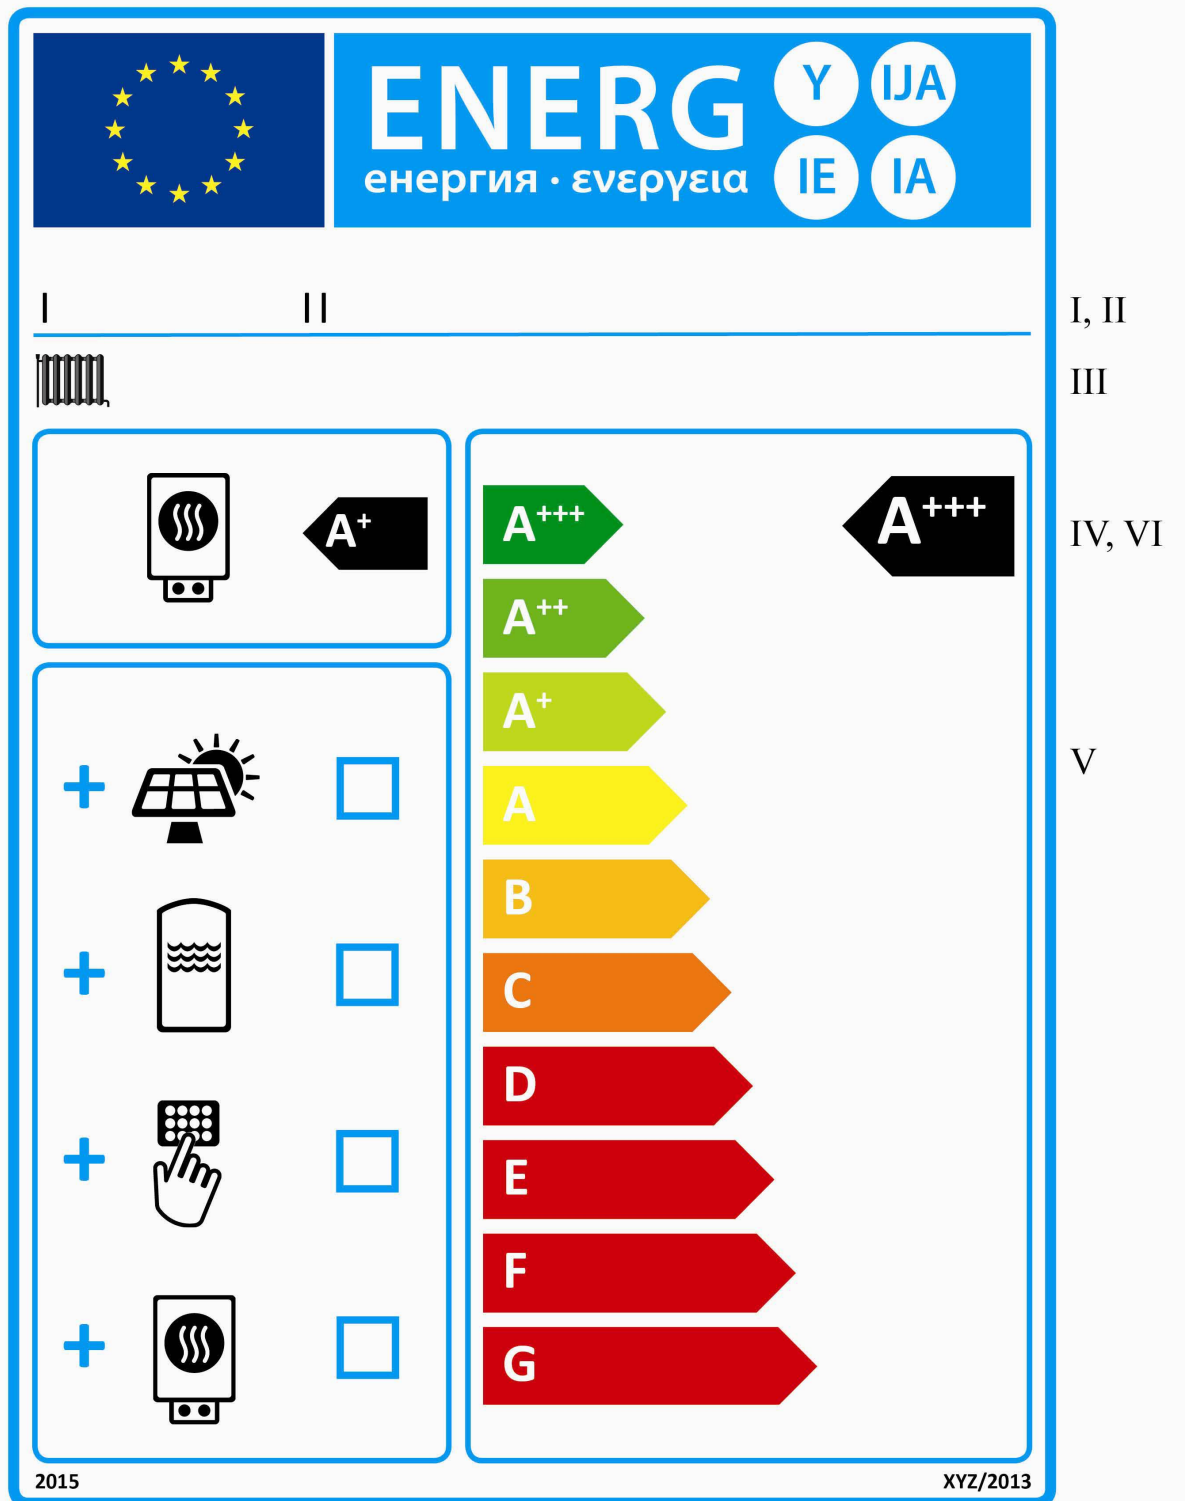 ENERG Y IJA
енергия · ενεργεια IE IA
I II I, II
III
A+ A+++ A+++ IV, VI
A++
A+
A V
B
C
D
E
F
G
2015 XYZ/2013